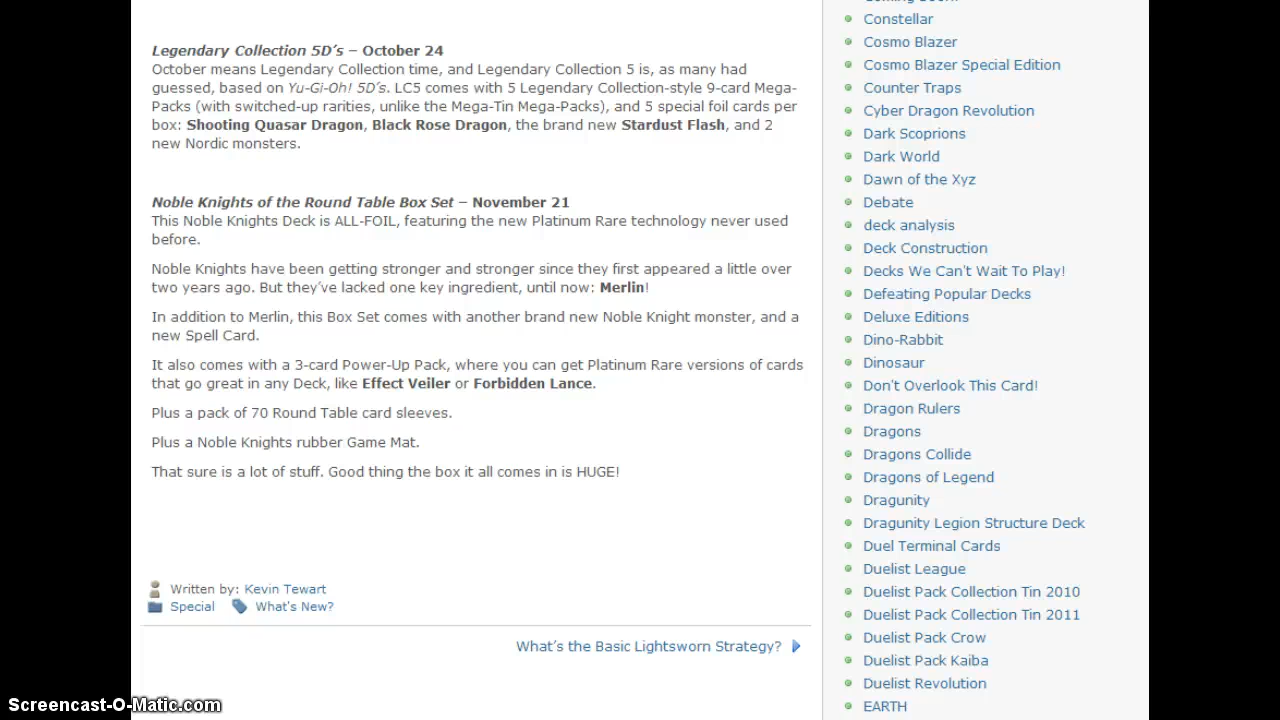 Legendary Collection 5D's – October 24
October means Legendary Collection time, and Legendary Collection 5 is, as many had
guessed, based on Yu-Gi-Oh! 5D's. LC5 comes with 5 Legendary Collection-style 9-card Mega-
Packs (with switched-up rarities, unlike the Mega-Tin Mega-Packs), and 5 special foil cards per
box: Shooting Quasar Dragon, Black Rose Dragon, the brand new Stardust Flash, and 2
new Nordic monsters.
Noble Knights of the Round Table Box Set – November 21
This Noble Knights Deck is ALL-FOIL, featuring the new Platinum Rare technology never used
before.
Noble Knights have been getting stronger and stronger since they first appeared a little over
two years ago. But they've lacked one key ingredient, until now: Merlin!
In addition to Merlin, this Box Set comes with another brand new Noble Knight monster, and a
new Spell Card.
It also comes with a 3-card Power-Up Pack, where you can get Platinum Rare versions of cards
that go great in any Deck, like Effect Veiler or Forbidden Lance.
Plus a pack of 70 Round Table card sleeves.
Plus a Noble Knights rubber Game Mat.
That sure is a lot of stuff. Good thing the box it all comes in is HUGE!
Written by: Kevin Tewart
Special What's New?
What's the Basic Lightsworn Strategy?
Constellar
Cosmo Blazer
Cosmo Blazer Special Edition
Counter Traps
Cyber Dragon Revolution
Dark Scoprions
Dark World
Dawn of the Xyz
Debate
deck analysis
Deck Construction
Decks We Can't Wait To Play!
Defeating Popular Decks
Deluxe Editions
Dino-Rabbit
Dinosaur
Don't Overlook This Card!
Dragon Rulers
Dragons
Dragons Collide
Dragons of Legend
Dragunity
Dragunity Legion Structure Deck
Duel Terminal Cards
Duelist League
Duelist Pack Collection Tin 2010
Duelist Pack Collection Tin 2011
Duelist Pack Crow
Duelist Pack Kaiba
Duelist Revolution
EARTH
Screencast-O-Matic.com